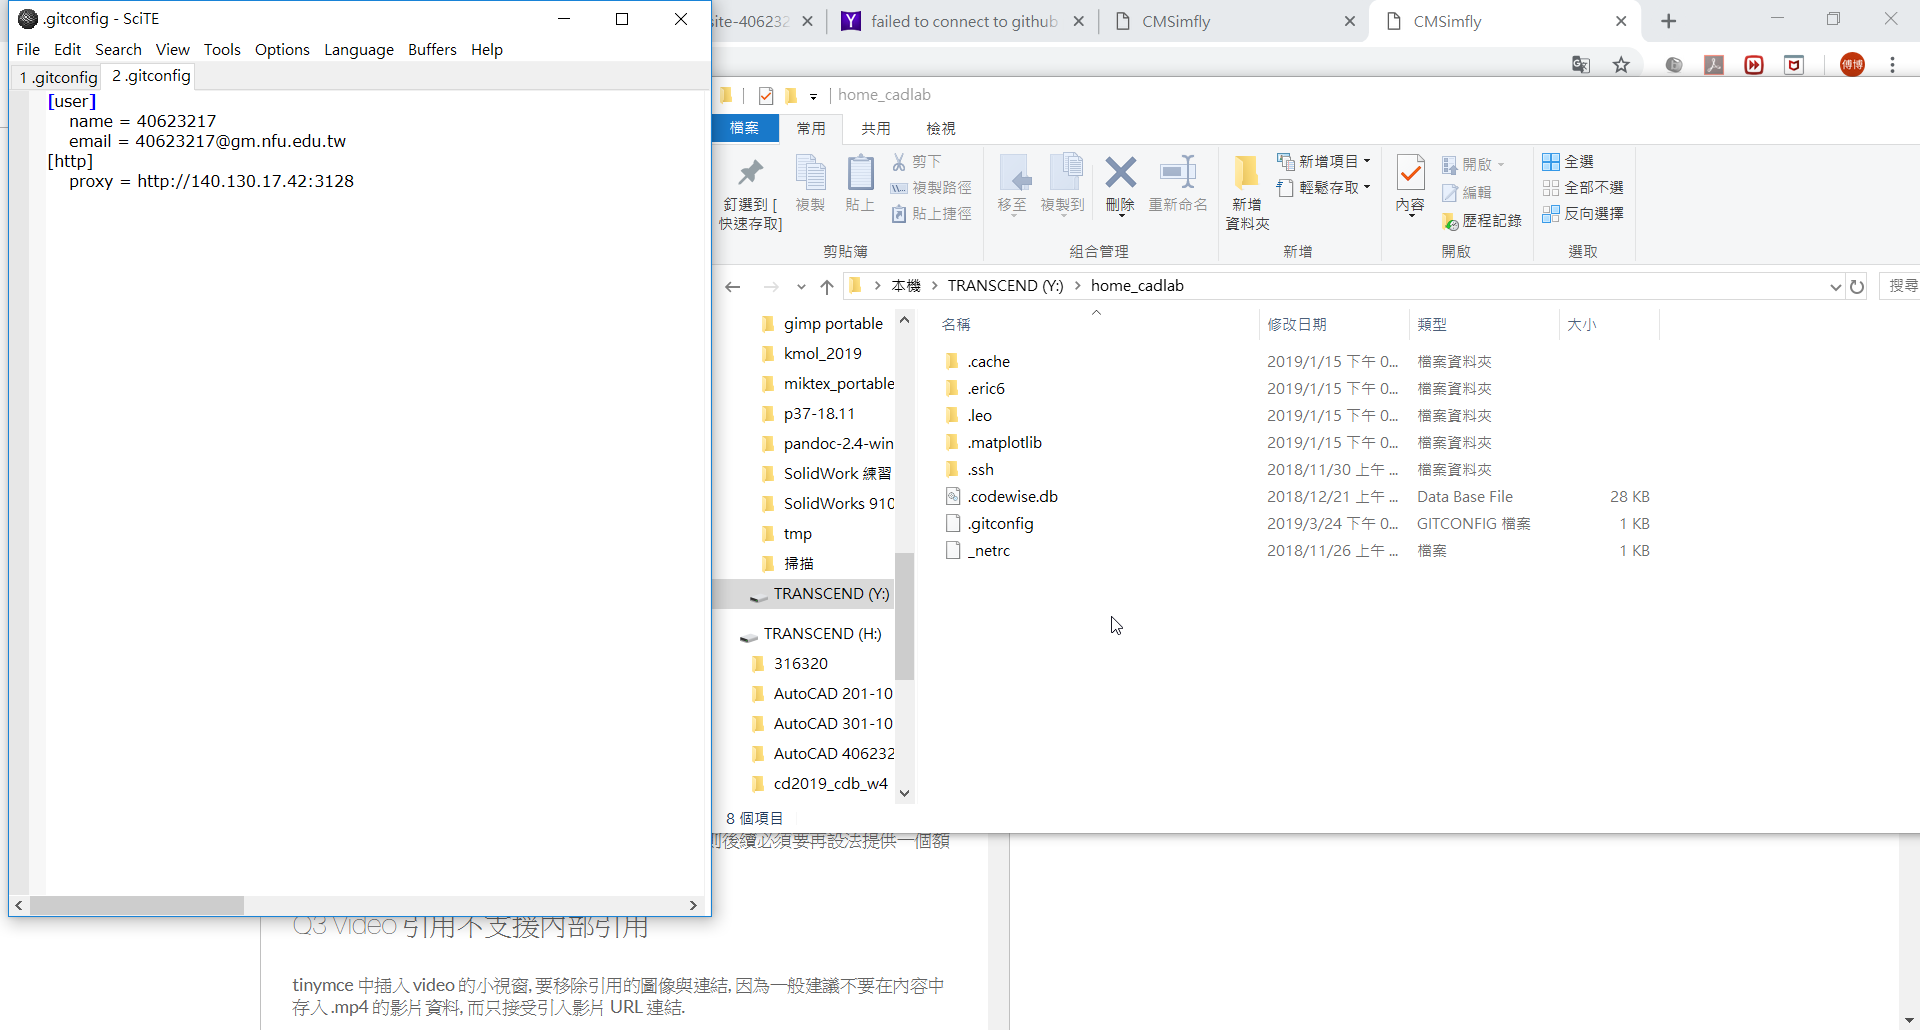 .gitconfig - SciTE
File Edit Search View Tools Options Language Buffers Help
1 .gitconfig 2 .gitconfig
[user]
name = 40623217
email = 40623217@gm.nfu.edu.tw
[http]
proxy = http://140.130.17.42:3128
site-406232
failed to connect to github
CMSimfly
CMSimfly
傅博
home_cadlab
檔案 常用 共用 檢視
釘選到 [
快速存取]
複製
貼上
剪下
複製路徑
貼上捷徑
剪貼簿
移至
複製到
刪除
重新命名
組合管理
新增
資料夾
新增項目
輕鬆存取
新增
內容
開啟
編輯
歷程記錄
開啟
全選
全部不選
反向選擇
選取
本機 > TRANSCEND (Y:) > home_cadlab
搜尋
gimp portable
kmol_2019
miktex_portable
p37-18.11
pandoc-2.4-win
SolidWork 練習
SolidWorks 910
tmp
掃描
TRANSCEND (Y:)
TRANSCEND (H:)
316320
AutoCAD 201-10
AutoCAD 301-10
AutoCAD 406232
cd2019_cdb_w4
名稱 修改日期 類型 大小
.cache 2019/1/15 下午 0... 檔案資料夾
.eric6 2019/1/15 下午 0... 檔案資料夾
.leo 2019/1/15 下午 0... 檔案資料夾
.matplotlib 2019/1/15 下午 0... 檔案資料夾
.ssh 2018/11/30 上午 ... 檔案資料夾
.codewise.db 2018/12/21 上午 ... Data Base File 28 KB
.gitconfig 2019/3/24 下午 0... GITCONFIG 檔案 1 KB
_netrc 2018/11/26 上午 ... 檔案 1 KB
8 個項目
後續必須要再設法提供一個額
Q3 Video 引用不支援內部引用
tinymce 中插入 video 的小視窗, 要移除引用的圖像與連結, 因為一般建議不要在內容中
存入 .mp4 的影片資料, 而只接受引入影片 URL 連結.